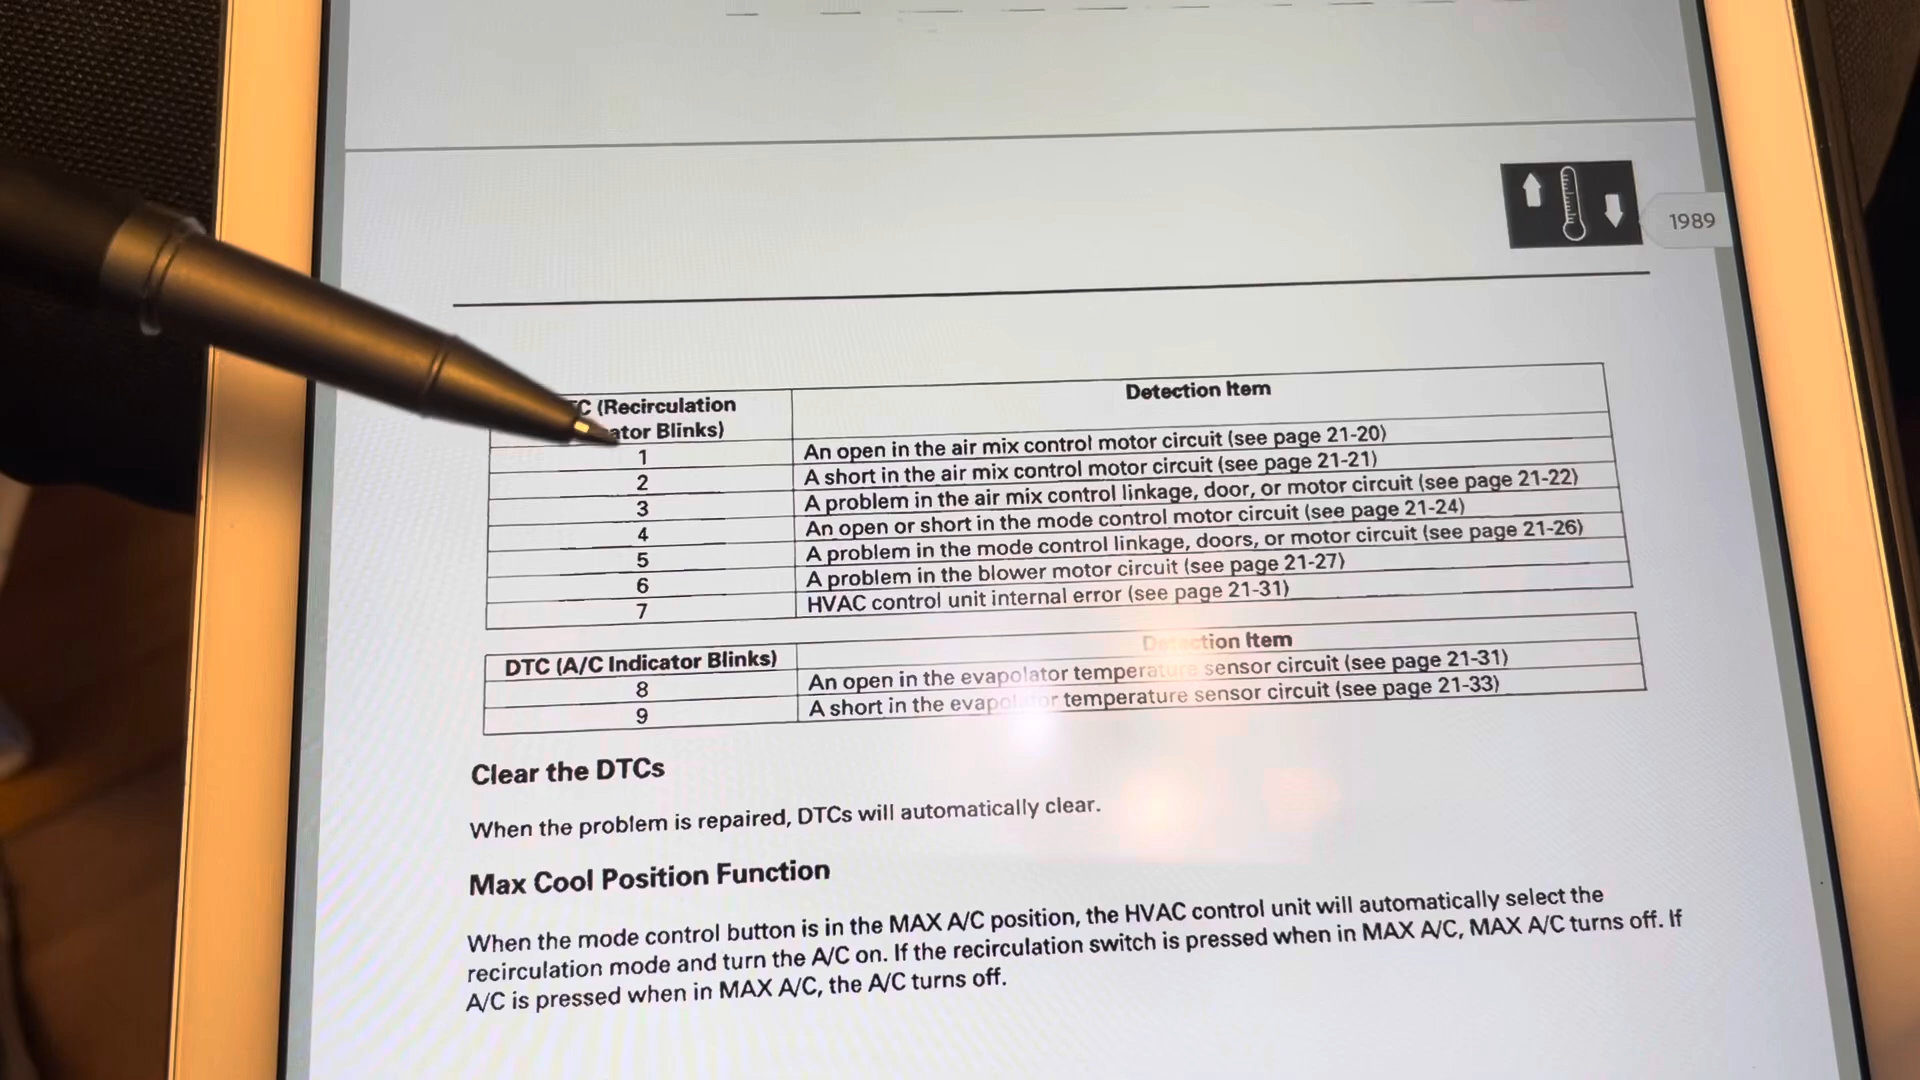 1989
C (Recirculation Detection Item
ator Blinks)
1 An open in the air mix control motor circuit (see page 21-20)
2 A short in the air mix control motor circuit (see page 21-21)
3 A problem in the air mix control linkage, door, or motor circuit (see page 21-22)
4 An open or short in the mode control motor circuit (see page 21-24)
5 A problem in the mode control linkage, doors, or motor circuit (see page 21-26)
6 A problem in the blower motor circuit (see page 21-27)
7 HVAC control unit internal error (see page 21-31)
DTC (A/C Indicator Blinks) Detection Item
8 An open in the evapolator temperature sensor circuit (see page 21-31)
9 A short in the evapolator temperature sensor circuit (see page 21-33)
Clear the DTCs
When the problem is repaired, DTCs will automatically clear.
Max Cool Position Function
When the mode control button is in the MAX A/C position, the HVAC control unit will automatically select the
recirculation mode and turn the A/C on. If the recirculation switch is pressed when in MAX A/C, MAX A/C turns off. If
A/C is pressed when in MAX A/C, the A/C turns off.